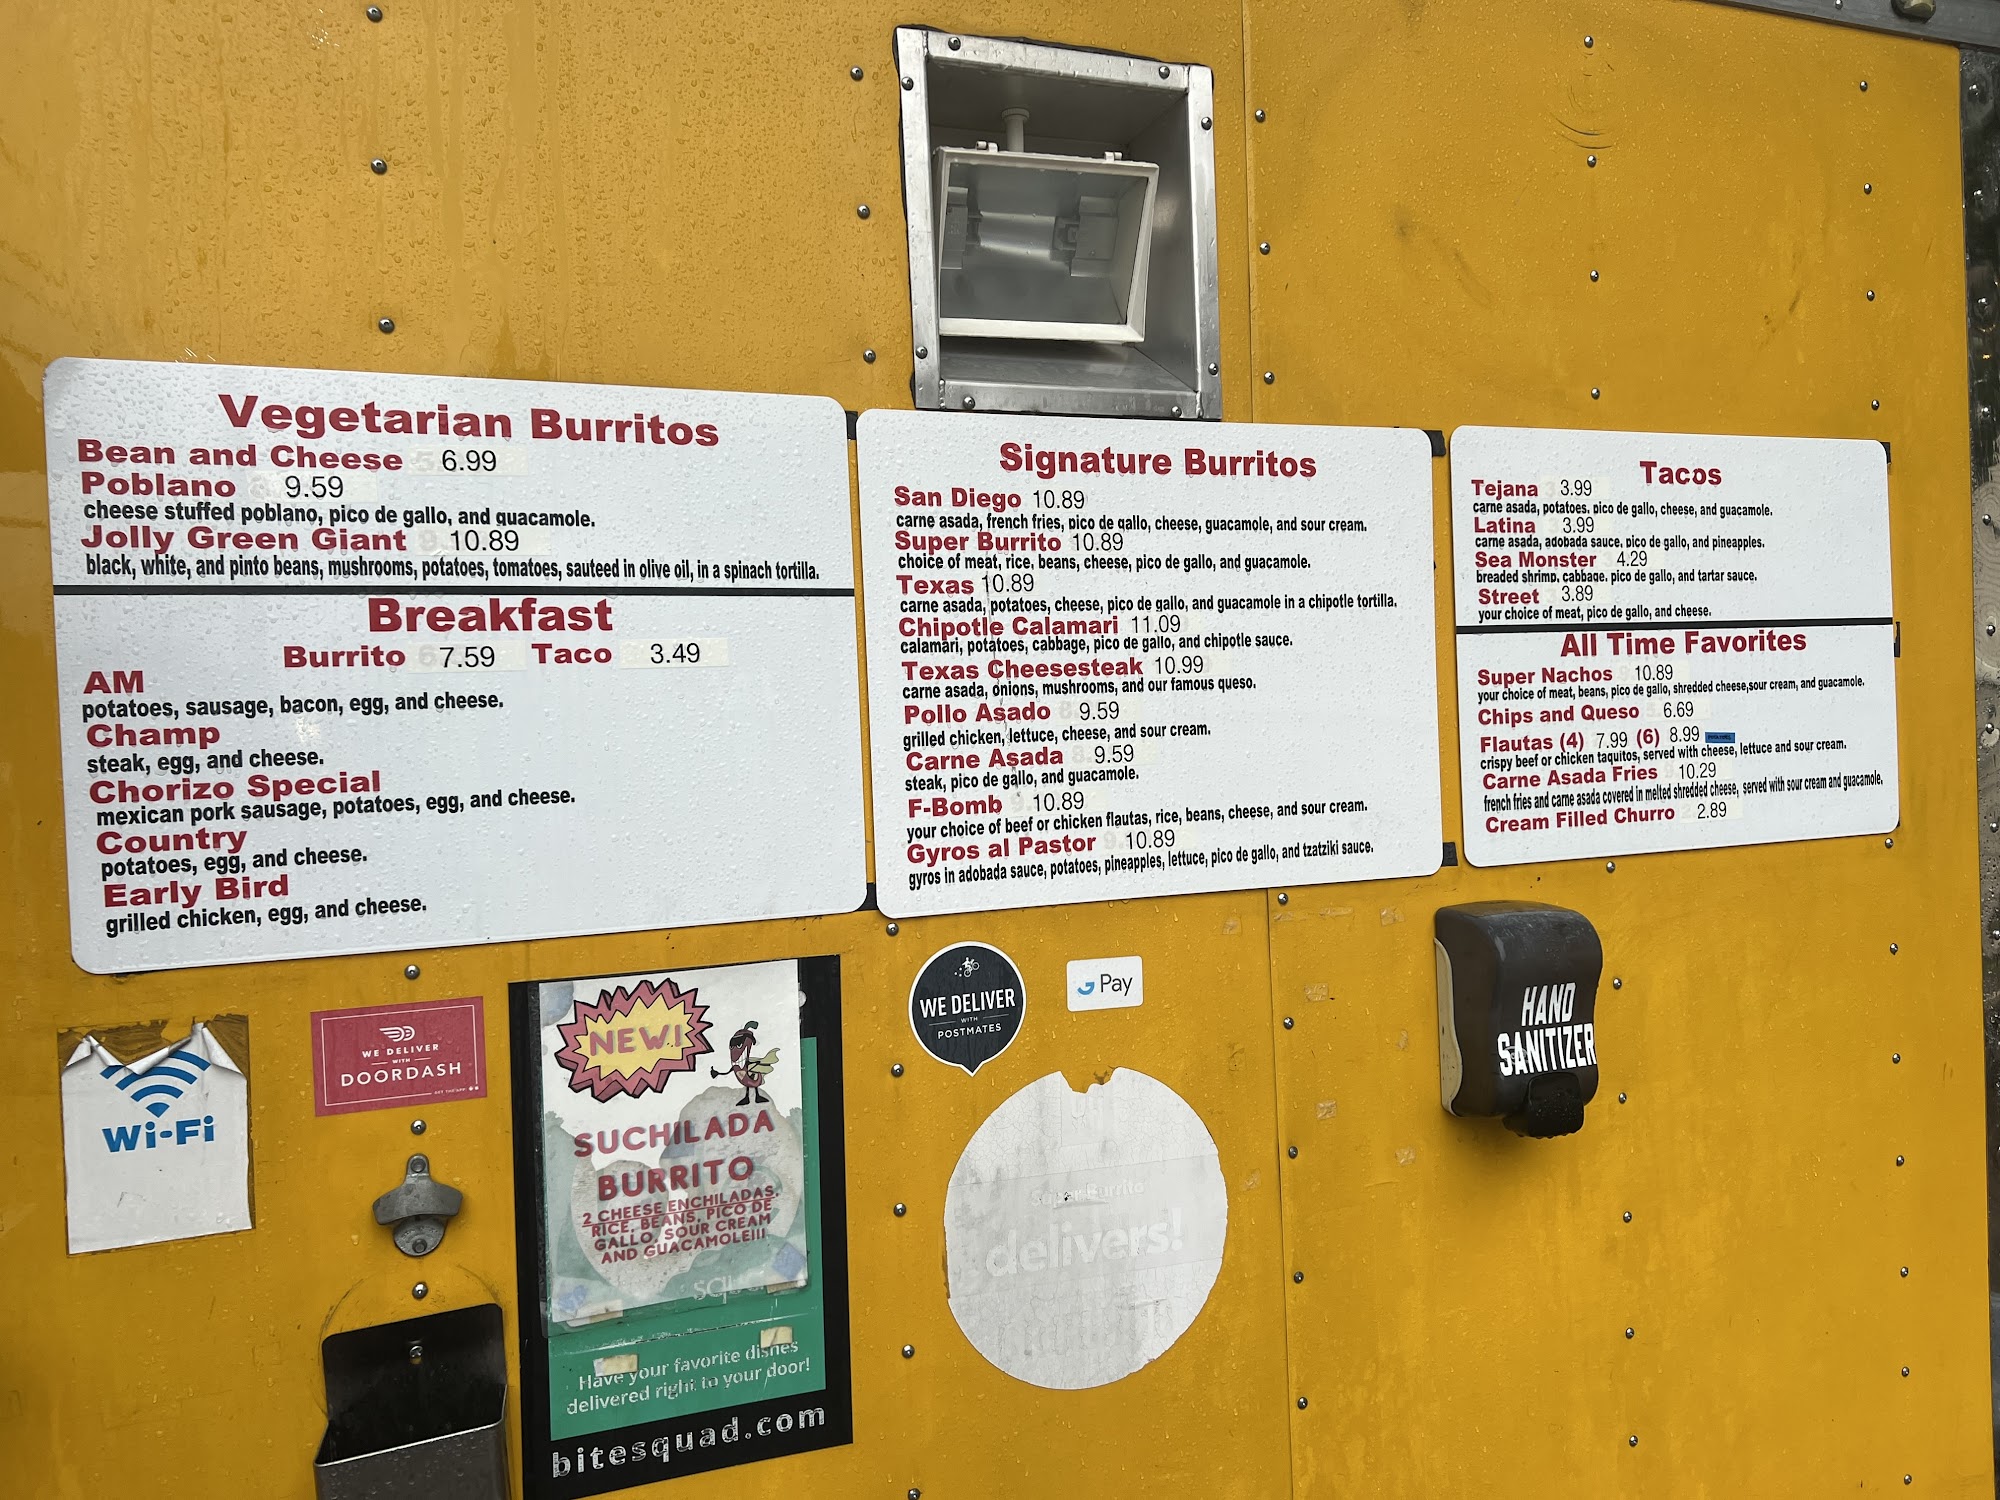 Vegetarian Burritos
Bean and Cheese 6.99
Poblano 9.59
cheese stuffed poblano, pico de gallo, and guacamole.
Jolly Green Giant 10.89
black, white, and pinto beans, mushrooms, potatoes, tomatoes, sauteed in olive oil, in a spinach tortilla.
Breakfast
Burrito 7.59 Taco 3.49
AM
potatoes, sausage, bacon, egg, and cheese.
Champ
steak, egg, and cheese.
Chorizo Special
mexican pork sausage, potatoes, egg, and cheese.
Country
potatoes, egg, and cheese.
Early Bird
grilled chicken, egg, and cheese.
Signature Burritos
San Diego 10.89
carne asada, french fries, pico de gallo, cheese, guacamole, and sour cream.
Super Burrito 10.89
choice of meat, rice, beans, cheese, pico de gallo, and guacamole.
Texas 10.89
carne asada, potatoes, cheese, pico de gallo, and guacamole in a chipotle tortilla.
Chipotle Calamari 11.09
calamari, potatoes, cabbage, pico de gallo, and chipotle sauce.
Texas Cheesesteak 10.99
carne asada, onions, mushrooms, and our famous queso.
Pollo Asado 9.59
grilled chicken, lettuce, cheese, and sour cream.
Carne Asada 9.59
steak, pico de gallo, and guacamole.
F-Bomb 10.89
your choice of beef or chicken flautas, rice, beans, cheese, and sour cream.
Gyros al Pastor 10.89
gyros in adobada sauce, potatoes, pineapples, lettuce, pico de gallo, and tzatziki sauce.
Tacos
Tejana 3.99
carne asada, potatoes, pico de gallo, cheese, and guacamole.
Latina 3.99
carne asada, adobada sauce, pico de gallo, and pineapples.
Sea Monster 4.29
breaded shrimp, cabbage, pico de gallo, and tartar sauce.
Street 3.89
your choice of meat, pico de gallo, and cheese.
All Time Favorites
Super Nachos 10.89
your choice of meat, beans, pico de gallo, shredded cheese,sour cream, and guacamole.
Chips and Queso 6.69
Flautas (4) 7.99 (6) 8.99
crispy beef or chicken taquitos, served with cheese, lettuce and sour cream.
Carne Asada Fries 10.29
french fries and carne asada covered in melted shredded cheese, served with sour cream and guacamole.
Cream Filled Churro 2.89
Wi-Fi
WE DELIVER
WITH
DOORDASH
GET THE APP
NEW!
SUCHILADA
BURRITO
2 CHEESE ENCHILADAS,
RICE, BEANS, PICO DE
GALLO, SOUR CREAM
AND GUACAMOLE!!!
squa
Have your favorite dishes
delivered right to your door!
bitesquad.com
WE DELIVER
WITH
POSTMATES
G Pay
Super Burrito
delivers!
HAND
SANITIZER